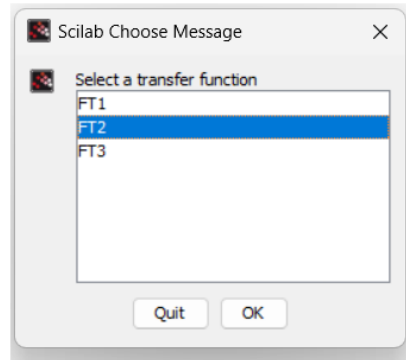 Scilab Choose Message
Select a transfer function
FT1
FT2
FT3
Quit OK